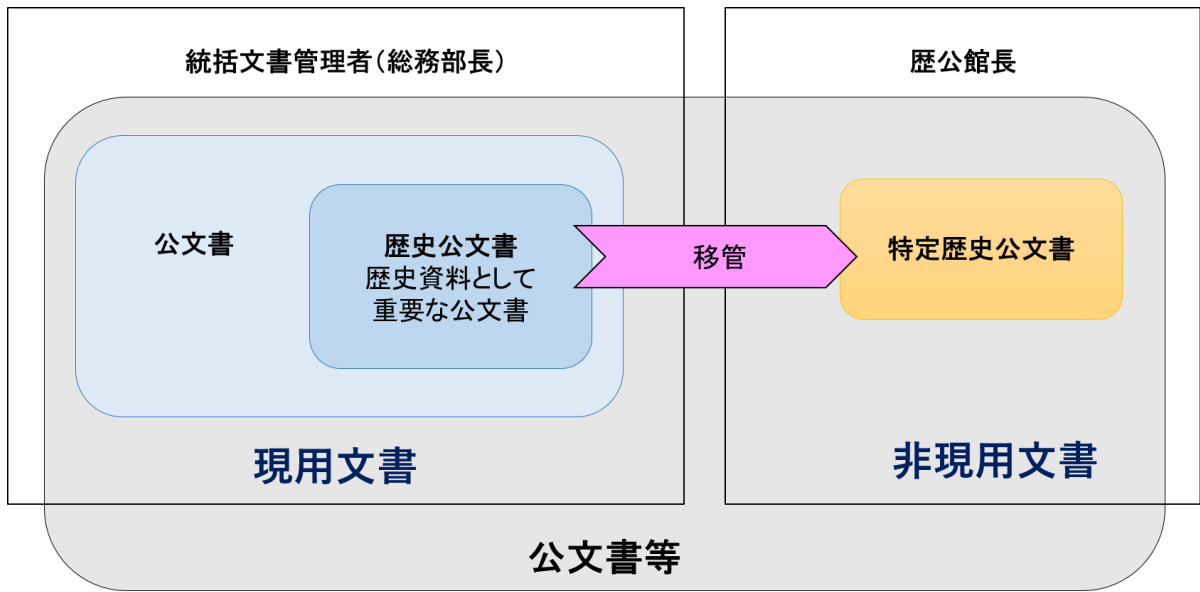 統括文書管理者(総務部長)
歴公館長
公文書
歴史公文書
歴史資料として
重要な公文書
移管
特定歴史公文書
現用文書
非現用文書
公文書等